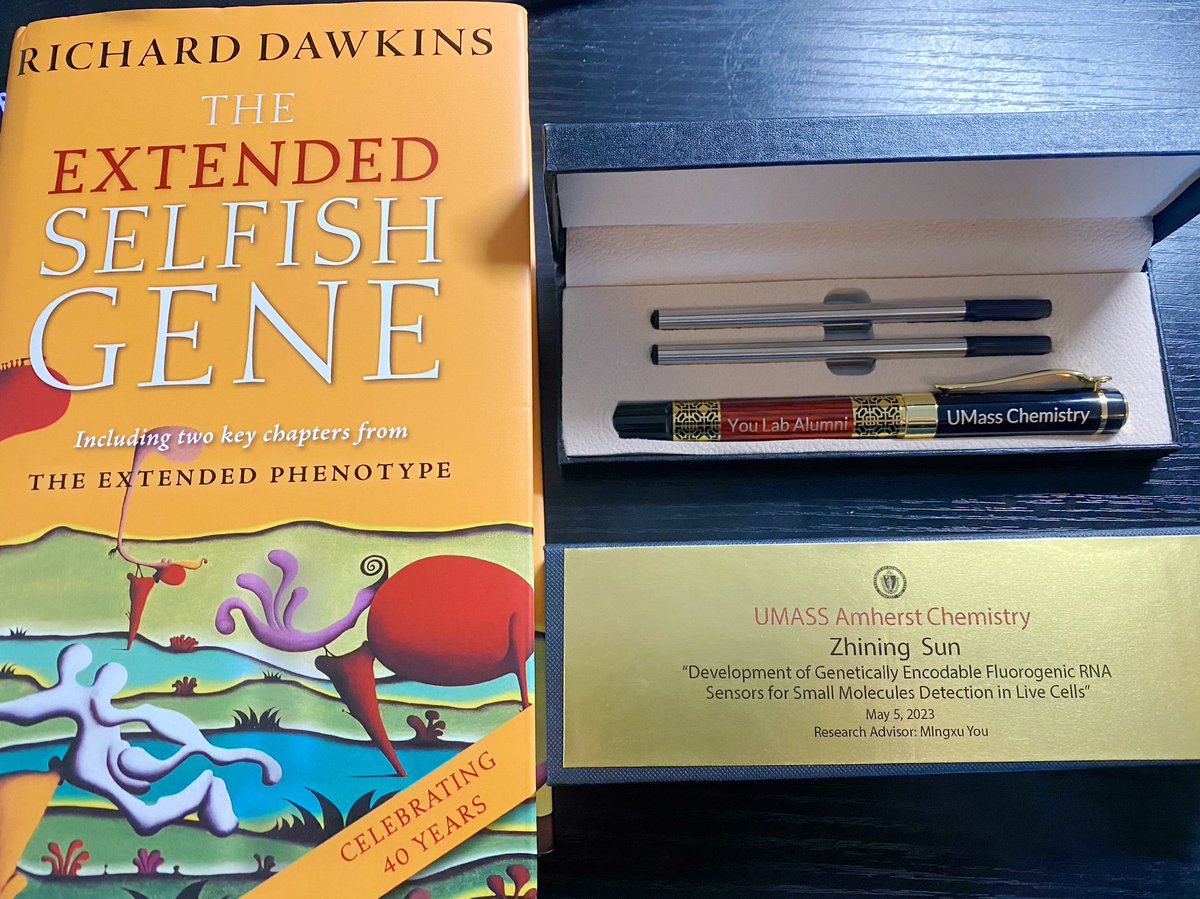 RICHARD DAWKINS
THE
EXTENDED
SELFISH
GENE
Including two key chapters from
THE EXTENDED PHENOTYPE
CELEBRATING
40 YEARS
You Lab Alumni
UMass Chemistry
UMASS Amherst Chemistry
Zhining Sun
“Development of Genetically Encodable Fluorogenic RNA
Sensors for Small Molecules Detection in Live Cells”
May 5, 2023
Research Advisor: MIngxu You